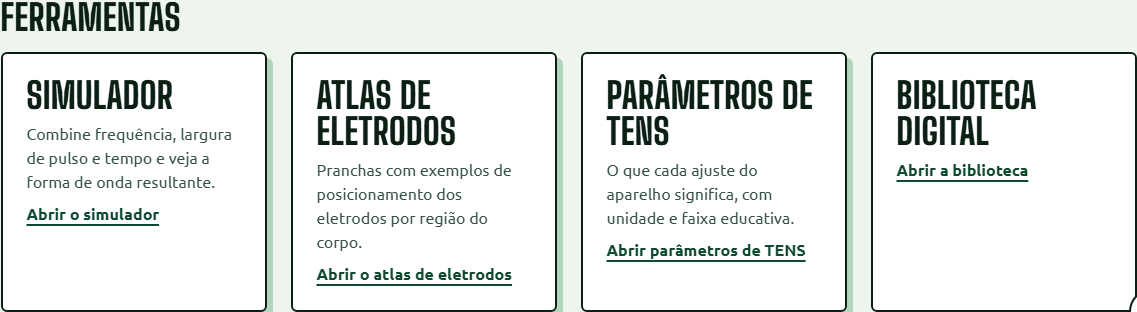 FERRAMENTAS
SIMULADOR
Combine frequência, largura
de pulso e tempo e veja a
forma de onda resultante.
Abrir o simulador
ATLAS DE
ELETRODOS
Pranchas com exemplos de
posicionamento dos
eletrodos por região do
corpo.
Abrir o atlas de eletrodos
PARÂMETROS DE
TENS
O que cada ajuste do
aparelho significa, com
unidade e faixa educativa.
Abrir parâmetros de TENS
BIBLIOTECA
DIGITAL
Abrir a biblioteca